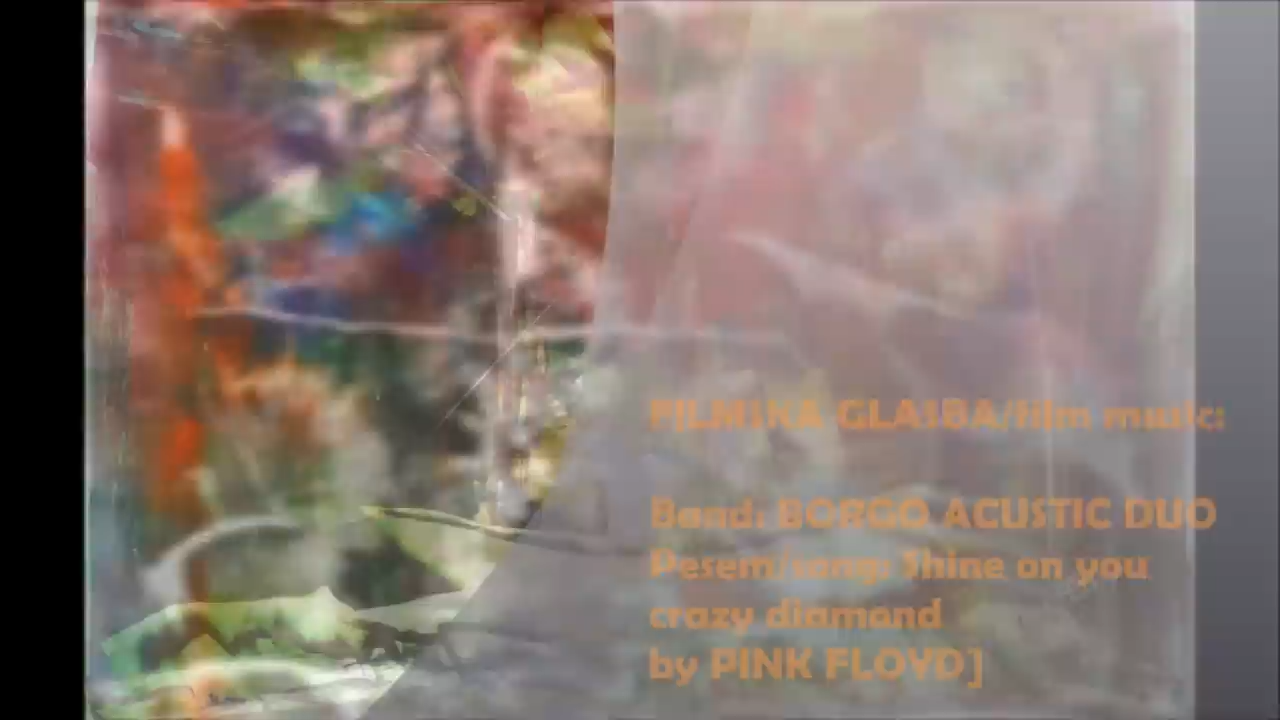 FILMSKA GLASBA/film music:
Band: BORGO ACUSTIC DUO
Pesem/song: Shine on you
crazy diamond
by PINK FLOYD]